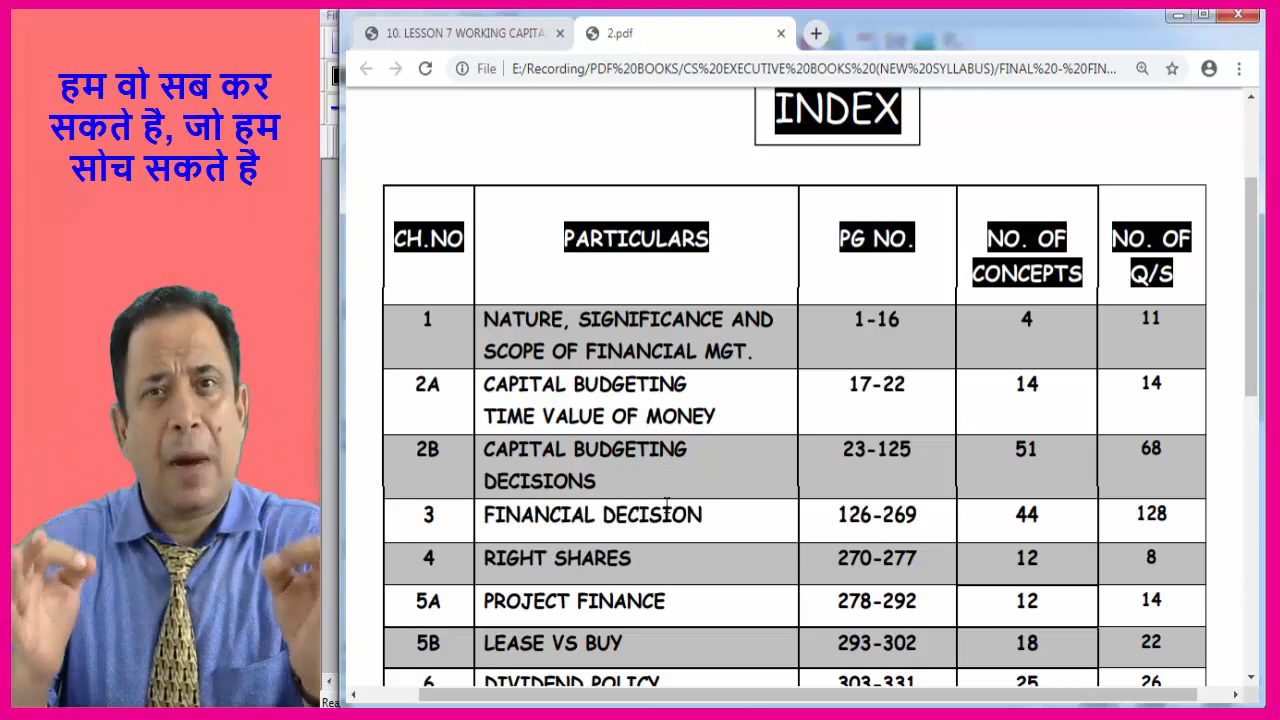 हम वो सब कर
सकते है, जो हम
सोच सकते है
10. LESSON 7 WORKING CAPITA
2.pdf
File E:/Recording/PDF%20BOOKS/CS%20EXECUTIVE%20BOOKS%20(NEW%20SYLLABUS)/FINAL%20-%20FIN...
INDEX
CH.NO PARTICULARS PG NO. NO. OF CONCEPTS NO. OF Q/S
1 NATURE, SIGNIFICANCE AND 1-16 4 11
SCOPE OF FINANCIAL MGT.
2A CAPITAL BUDGETING 17-22 14 14
TIME VALUE OF MONEY
2B CAPITAL BUDGETING 23-125 51 68
DECISIONS
3 FINANCIAL DECISION 126-269 44 128
4 RIGHT SHARES 270-277 12 8
5A PROJECT FINANCE 278-292 12 14
5B LEASE VS BUY 293-302 18 22
6 DIVIDEND POLICY 303-331 25 26
Rea